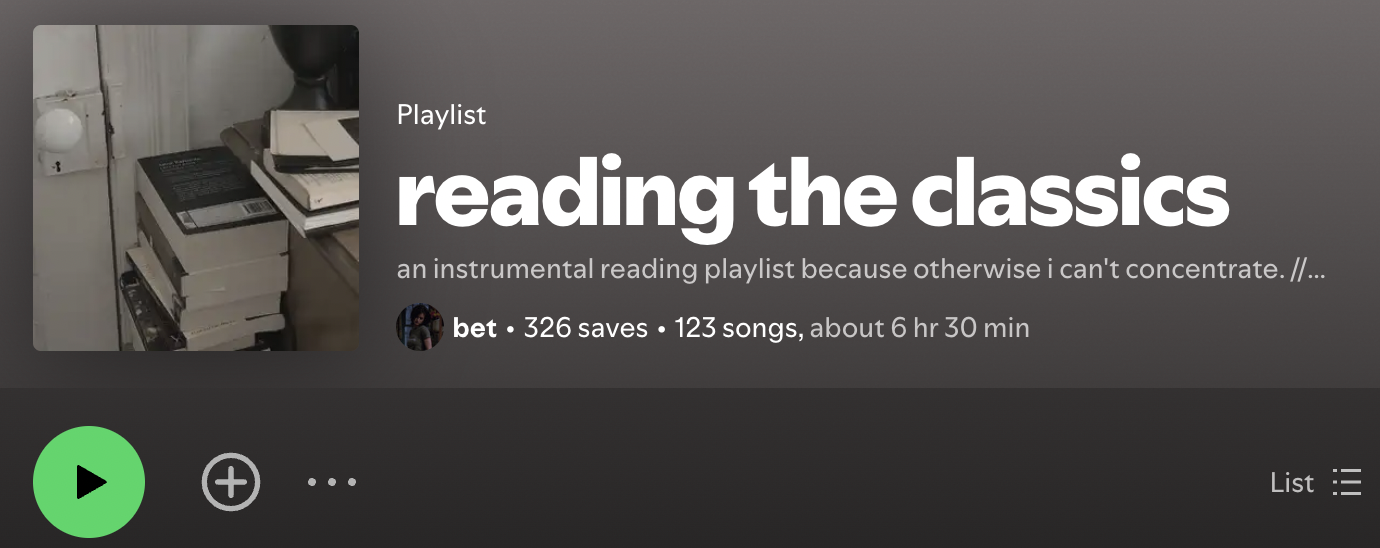 Playlist
reading the classics
an instrumental reading playlist because otherwise i can't concentrate. //...
bet • 326 saves • 123 songs, about 6 hr 30 min
List